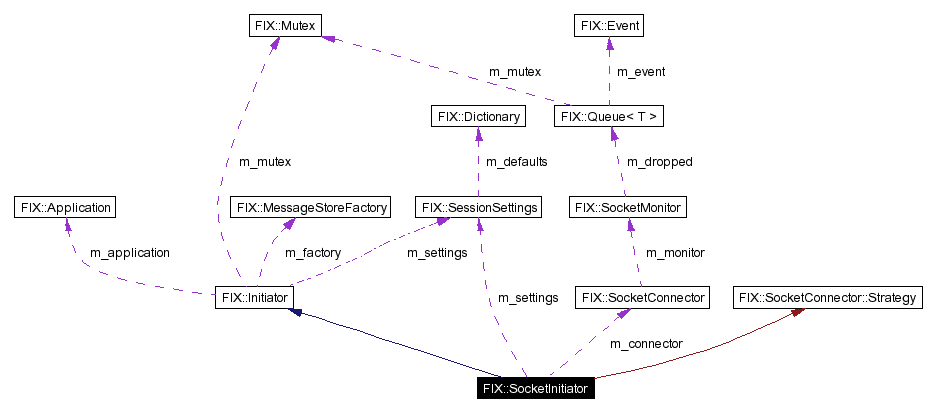 FIX::Mutex
FIX::Event
m_mutex
m_event
FIX::Dictionary
FIX::Queue< T >
m_mutex
m_defaults
m_dropped
FIX::Application
FIX::MessageStoreFactory
FIX::SessionSettings
FIX::SocketMonitor
m_application
m_factory
m_settings
m_monitor
FIX::Initiator
m_settings
FIX::SocketConnector
FIX::SocketConnector::Strategy
m_connector
FIX::SocketInitiator